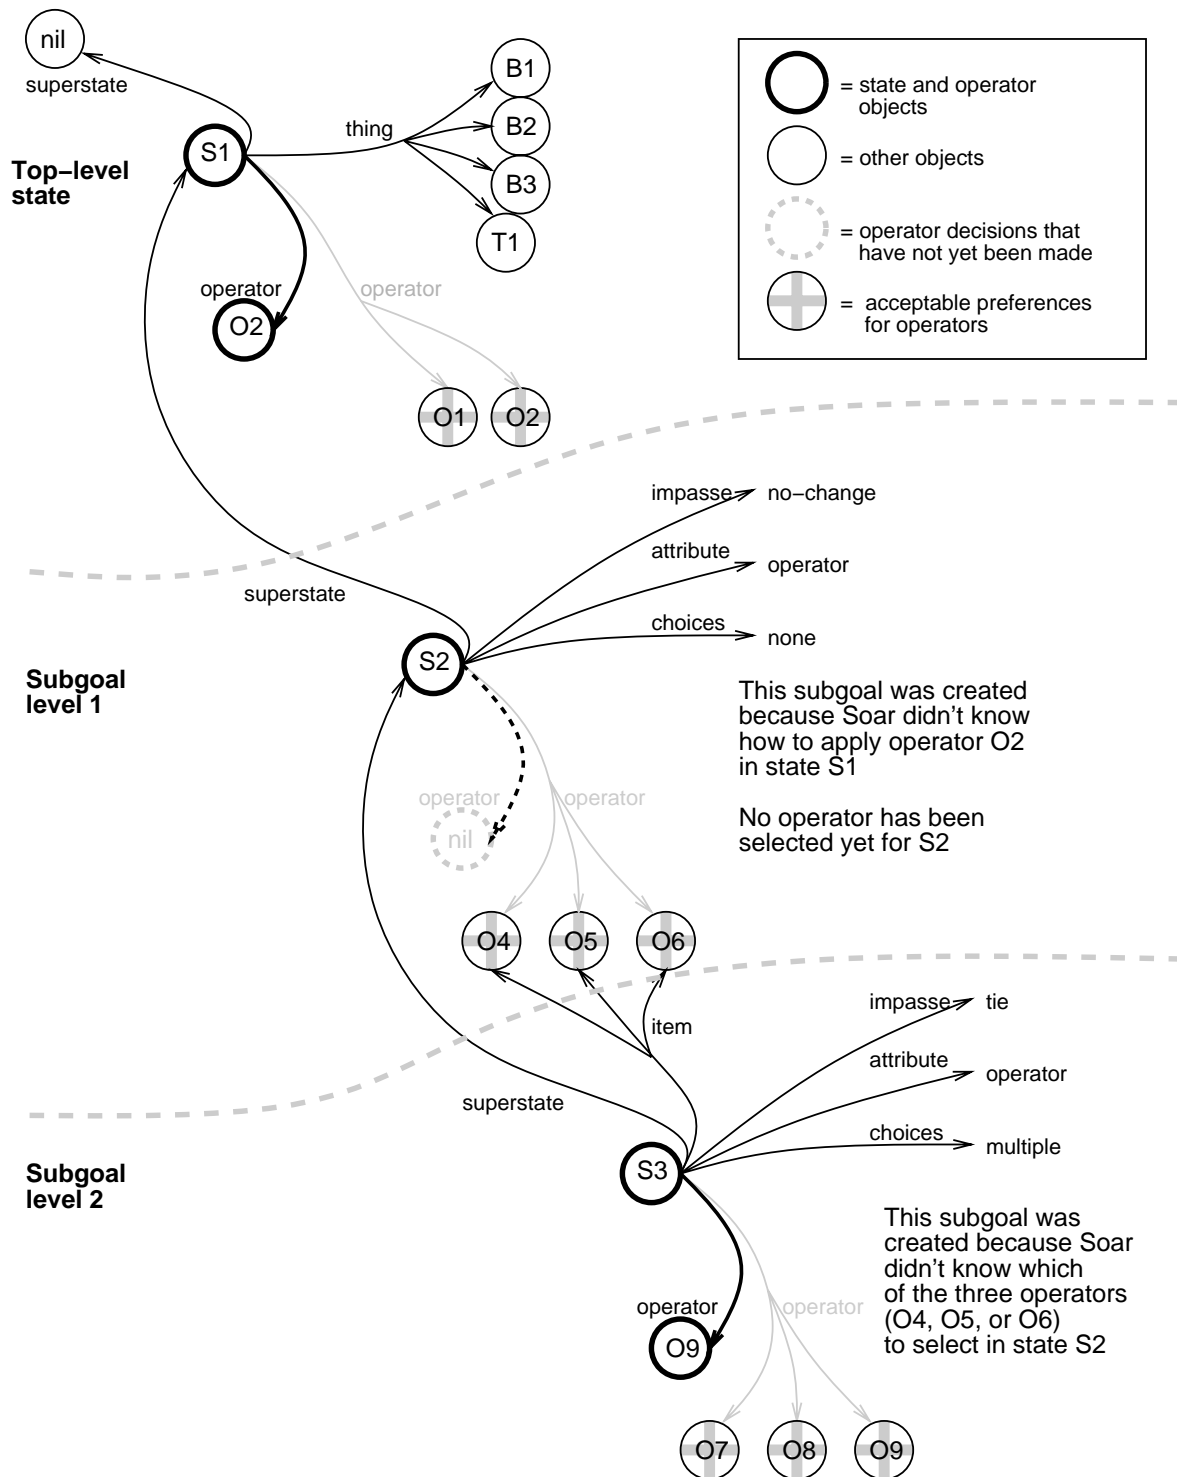 nil
superstate
S1
Top–level
state
thing
B1
B2
B3
T1
operator
O2
operator
O1
O2
= state and operator
objects
= other objects
= operator decisions that
have not yet been made
= acceptable preferences
for operators
superstate
impasse
no–change
attribute
operator
choices
none
Subgoal
level 1
S2
This subgoal was created
because Soar didn't know
how to apply operator O2
in state S1
No operator has been
selected yet for S2
operator
nil
operator
O4
O5
O6
item
superstate
impasse
tie
attribute
operator
choices
multiple
Subgoal
level 2
S3
This subgoal was
created because Soar
didn't know which
of the three operators
(O4, O5, or O6)
to select in state S2
operator
O9
operator
O7
O8
O9